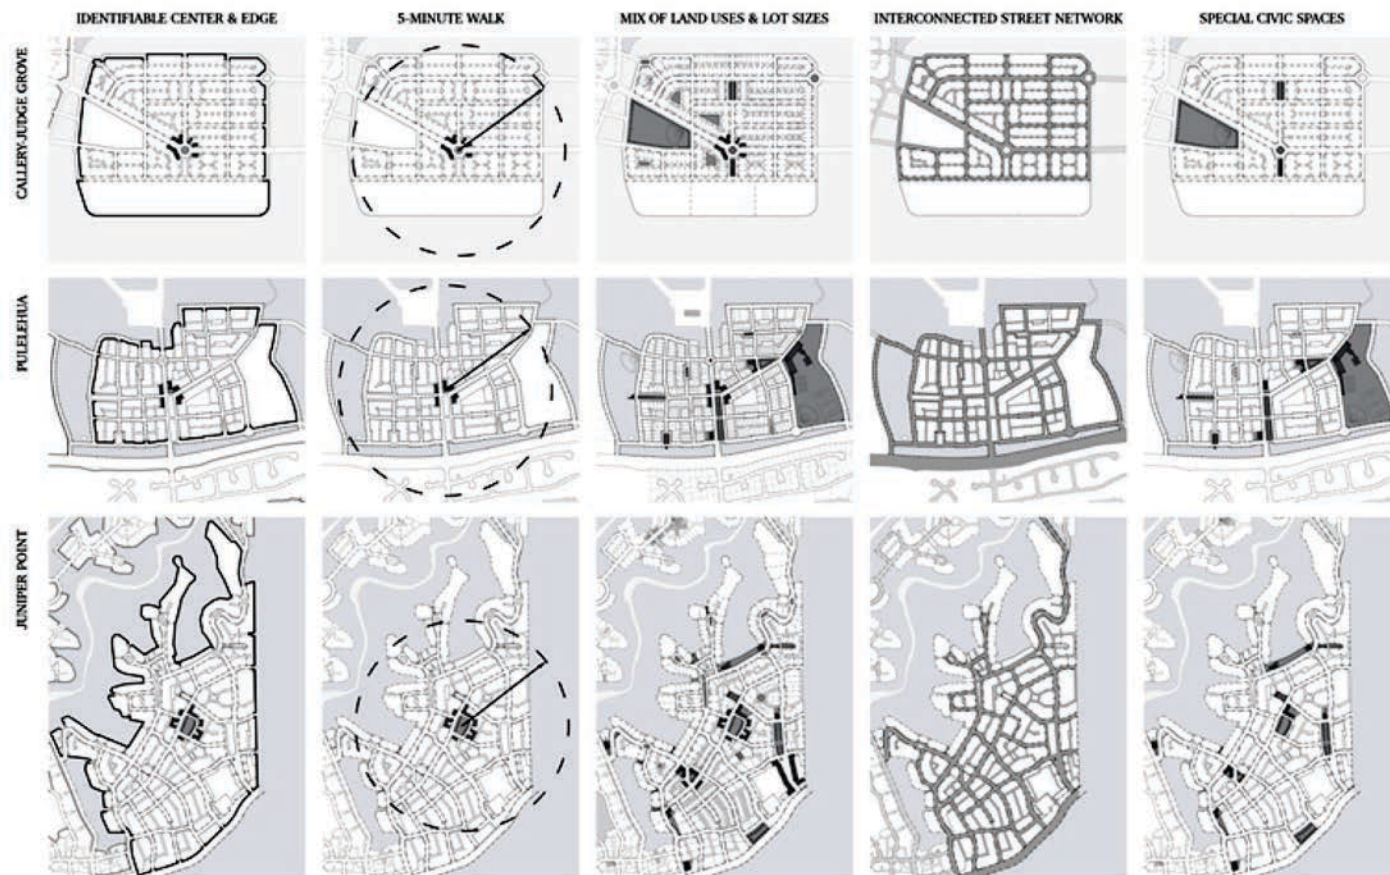 IDENTIFIABLE CENTER & EDGE
5-MINUTE WALK
MIX OF LAND USES & LOT SIZES
INTERCONNECTED STREET NETWORK
SPECIAL CIVIC SPACES
CALLERY-JUDGE GROVE
PULELEHUA
JUNIPER POINT